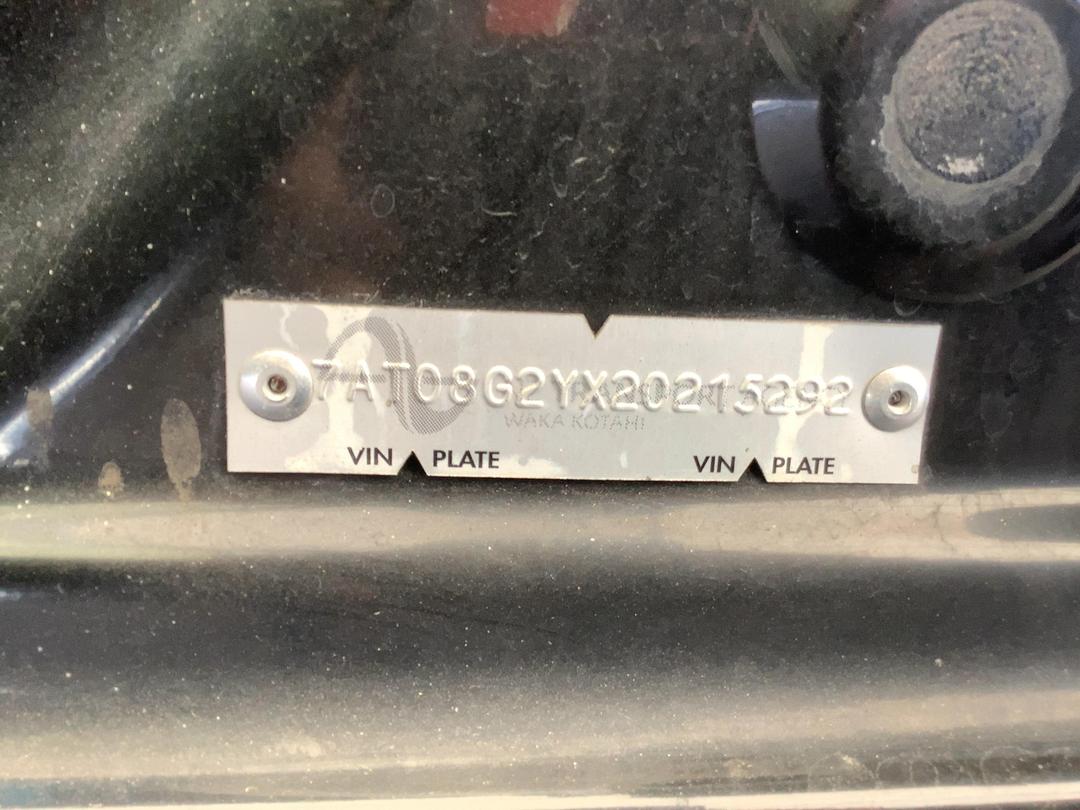 7AT08G2YX20215292
WAKA KOTAHI
VIN PLATE VIN PLATE